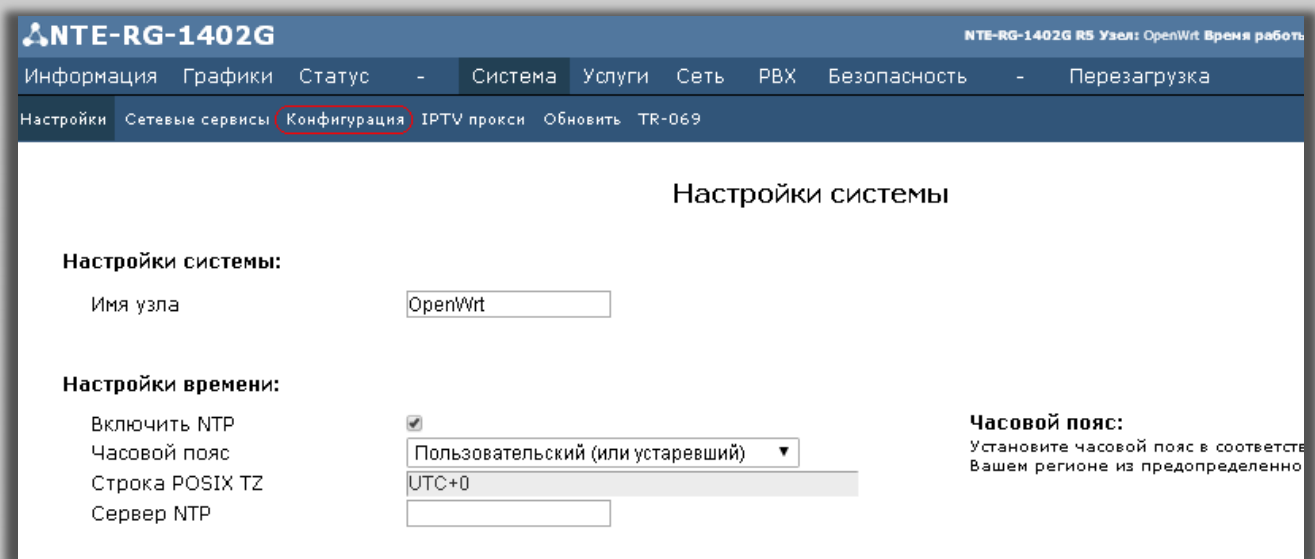 NTE-RG-1402G
NTE-RG-1402G R5 Узел: OpenWrt Время работы
Информация Графики Статус - Система Услуги Сеть PBX Безопасность - Перезагрузка
Настройки Сетевые сервисы Конфигурация IPTV прокси Обновить TR-069
Настройки системы
Настройки системы:
Имя узла OpenWrt
Настройки времени:
Включить NTP
Часовой пояс Пользовательский (или устаревший)
Строка POSIX TZ UTC+0
Сервер NTP
Часовой пояс:
Установите часовой пояс в соответств
Вашем регионе из предопределенно